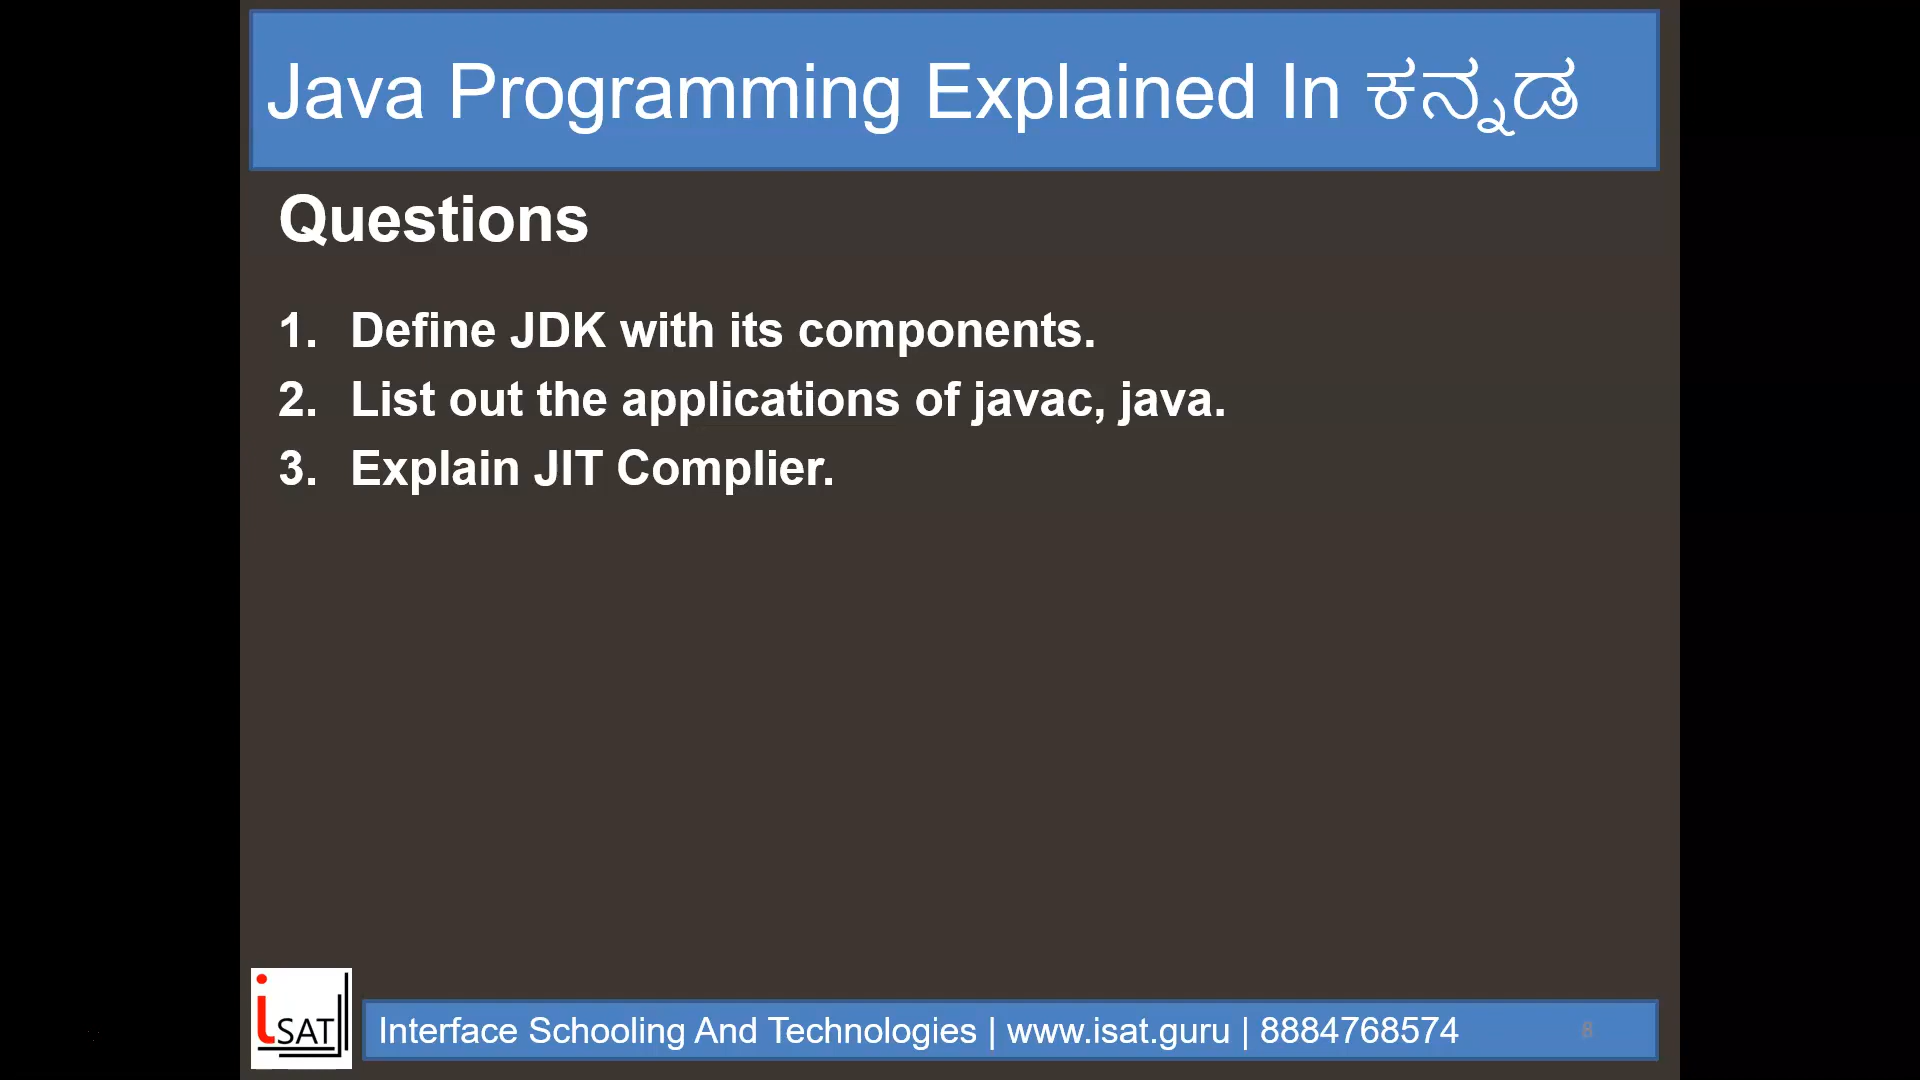 Java Programming Explained In ಕನ್ನಡ
Questions
1. Define JDK with its components.
2. List out the applications of javac, java.
3. Explain JIT Complier.
iSAT
Interface Schooling And Technologies | www.isat.guru | 8884768574
8